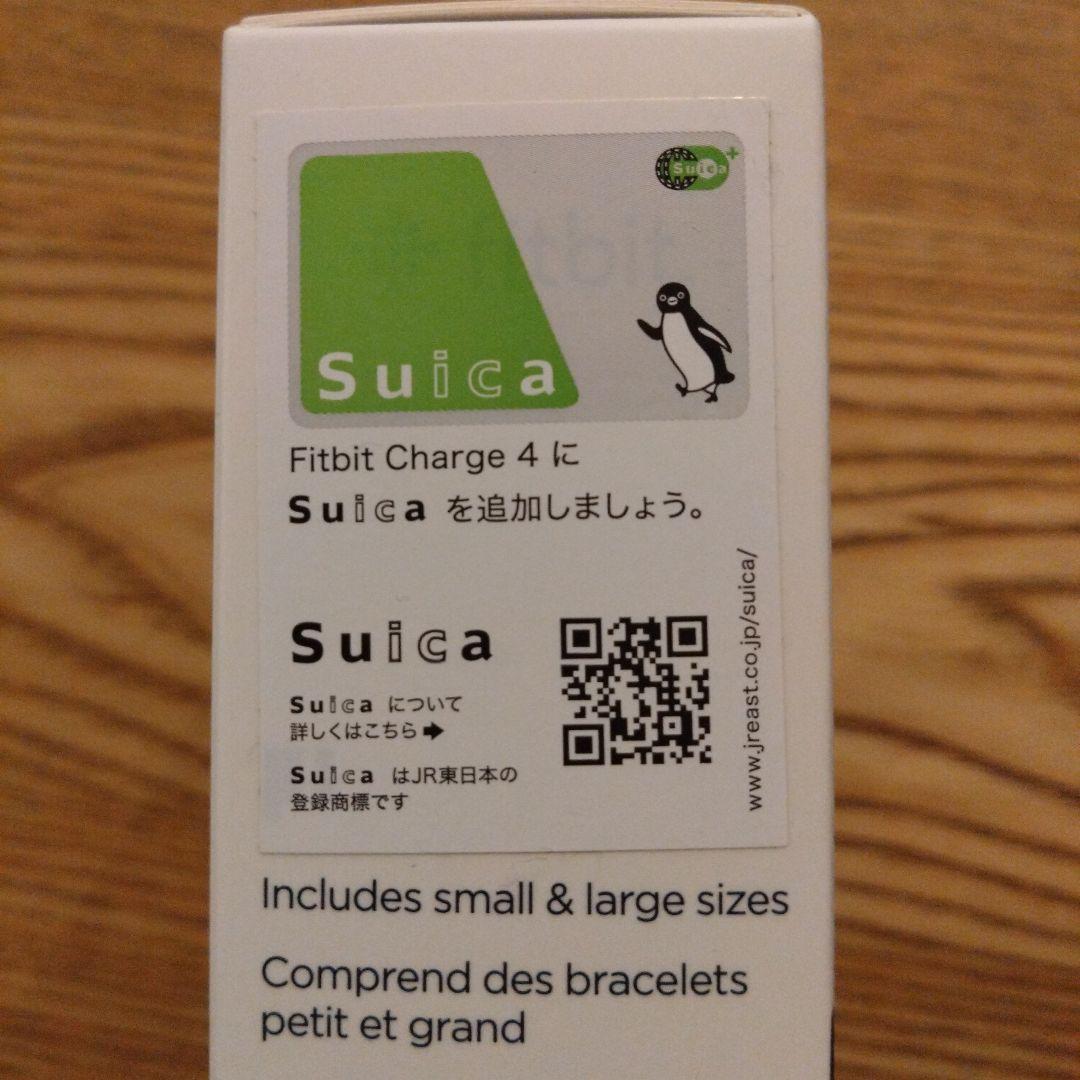 Suica
Suica
Fitbit Charge 4 に
Suica を追加しましょう。
Suica
Suica について
詳しくはこちら➡
Suica はJR東日本の
登録商標です
www.jreast.co.jp/suica/
Includes small & large sizes
Comprend des bracelets
petit et grand